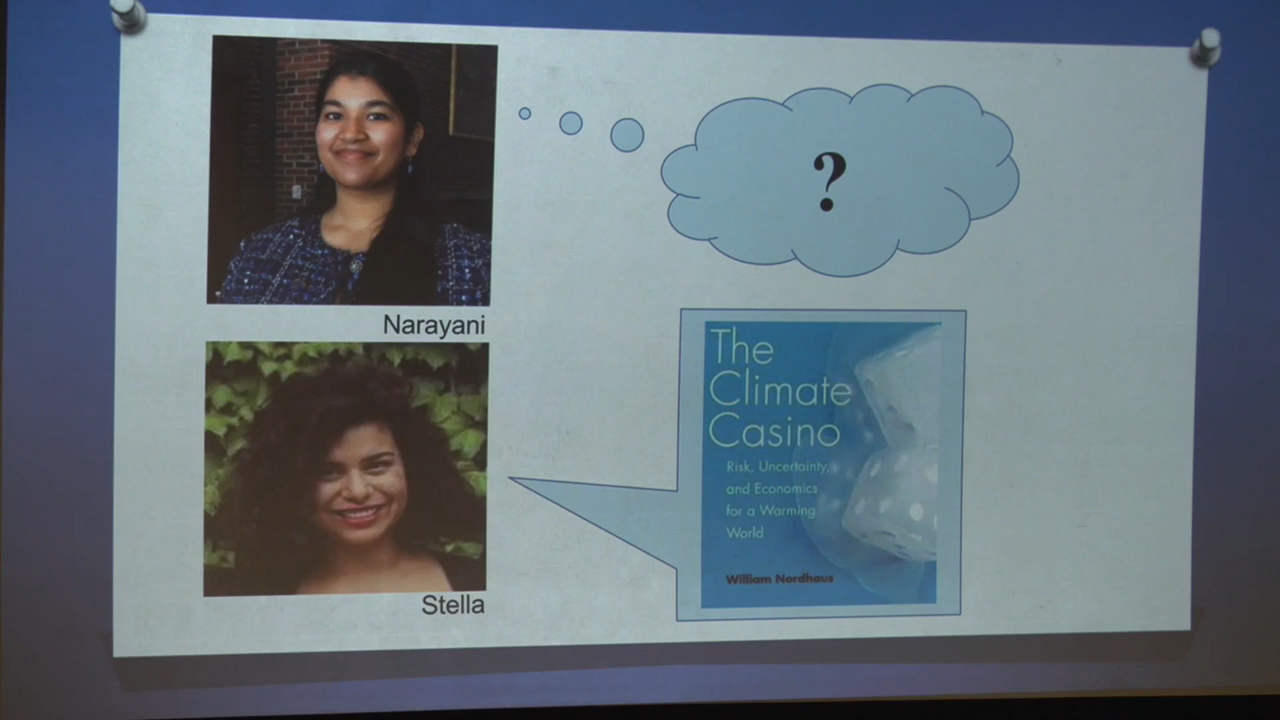 ?
Narayani
The
Climate
Casino
Risk, Uncertainty,
and Economics
for a Warming
World
William Nordhaus
Stella